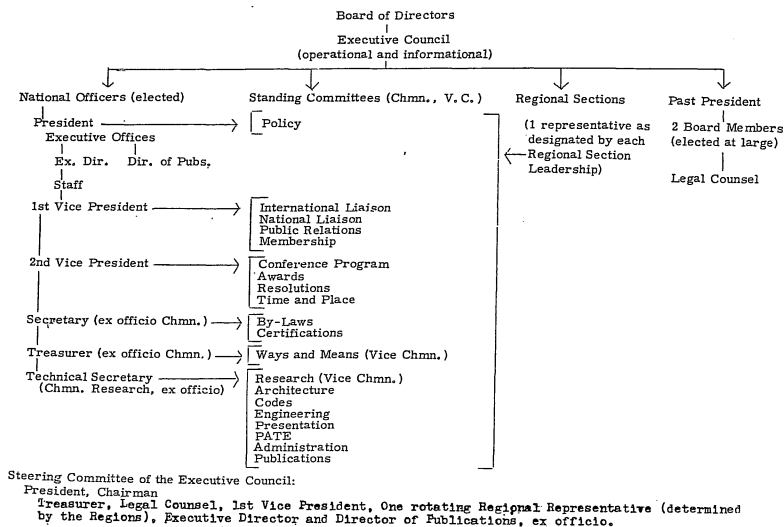 Board of Directors
Executive Council
(operational and informational)
National Officers (elected)
Standing Committees (Chmn., V. C.)
Regional Sections
Past President
President
Policy
(1 representative as
designated by each
Regional Section
Leadership)
2 Board Members
(elected at large)
Legal Counsel
Executive Offices
Ex. Dir. Dir. of Pubs.
Staff
1st Vice President
International Liaison
National Liaison
Public Relations
Membership
2nd Vice President
Conference Program
Awards
Resolutions
Time and Place
Secretary (ex officio Chmn.)
By-Laws
Certifications
Treasurer (ex officio Chmn.)
Ways and Means (Vice Chmn.)
Technical Secretary
(Chmn. Research, ex officio)
Research (Vice Chmn.)
Architecture
Codes
Engineering
Presentation
PATE
Administration
Publications
Steering Committee of the Executive Council:
President, Chairman
Treasurer, Legal Counsel, 1st Vice President, One rotating Regional Representative (determined
by the Regions), Executive Director and Director of Publications, ex officio.